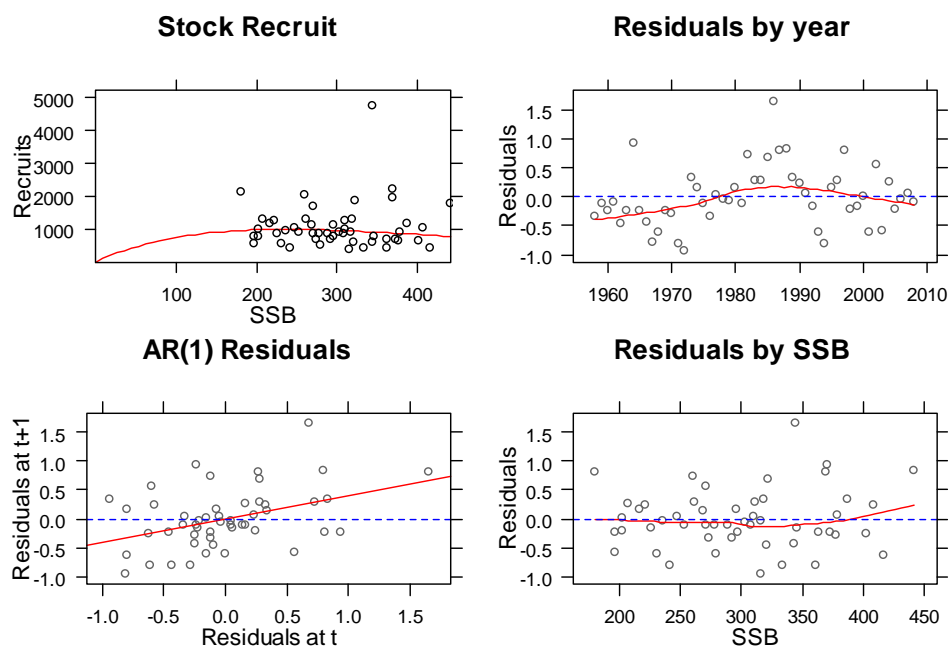 Stock Recruit
Recruits
5000
4000
3000
2000
1000
100 200 300 400
SSB
Residuals by year
Residuals
1.5
1.0
0.5
0.0
-0.5
-1.0
1960 1970 1980 1990 2000 2010
AR(1) Residuals
Residuals at t+1
1.5
1.0
0.5
0.0
-0.5
-1.0
-1.0 -0.5 0.0 0.5 1.0 1.5
Residuals at t
Residuals by SSB
Residuals
1.5
1.0
0.5
0.0
-0.5
-1.0
200 250 300 350 400 450
SSB